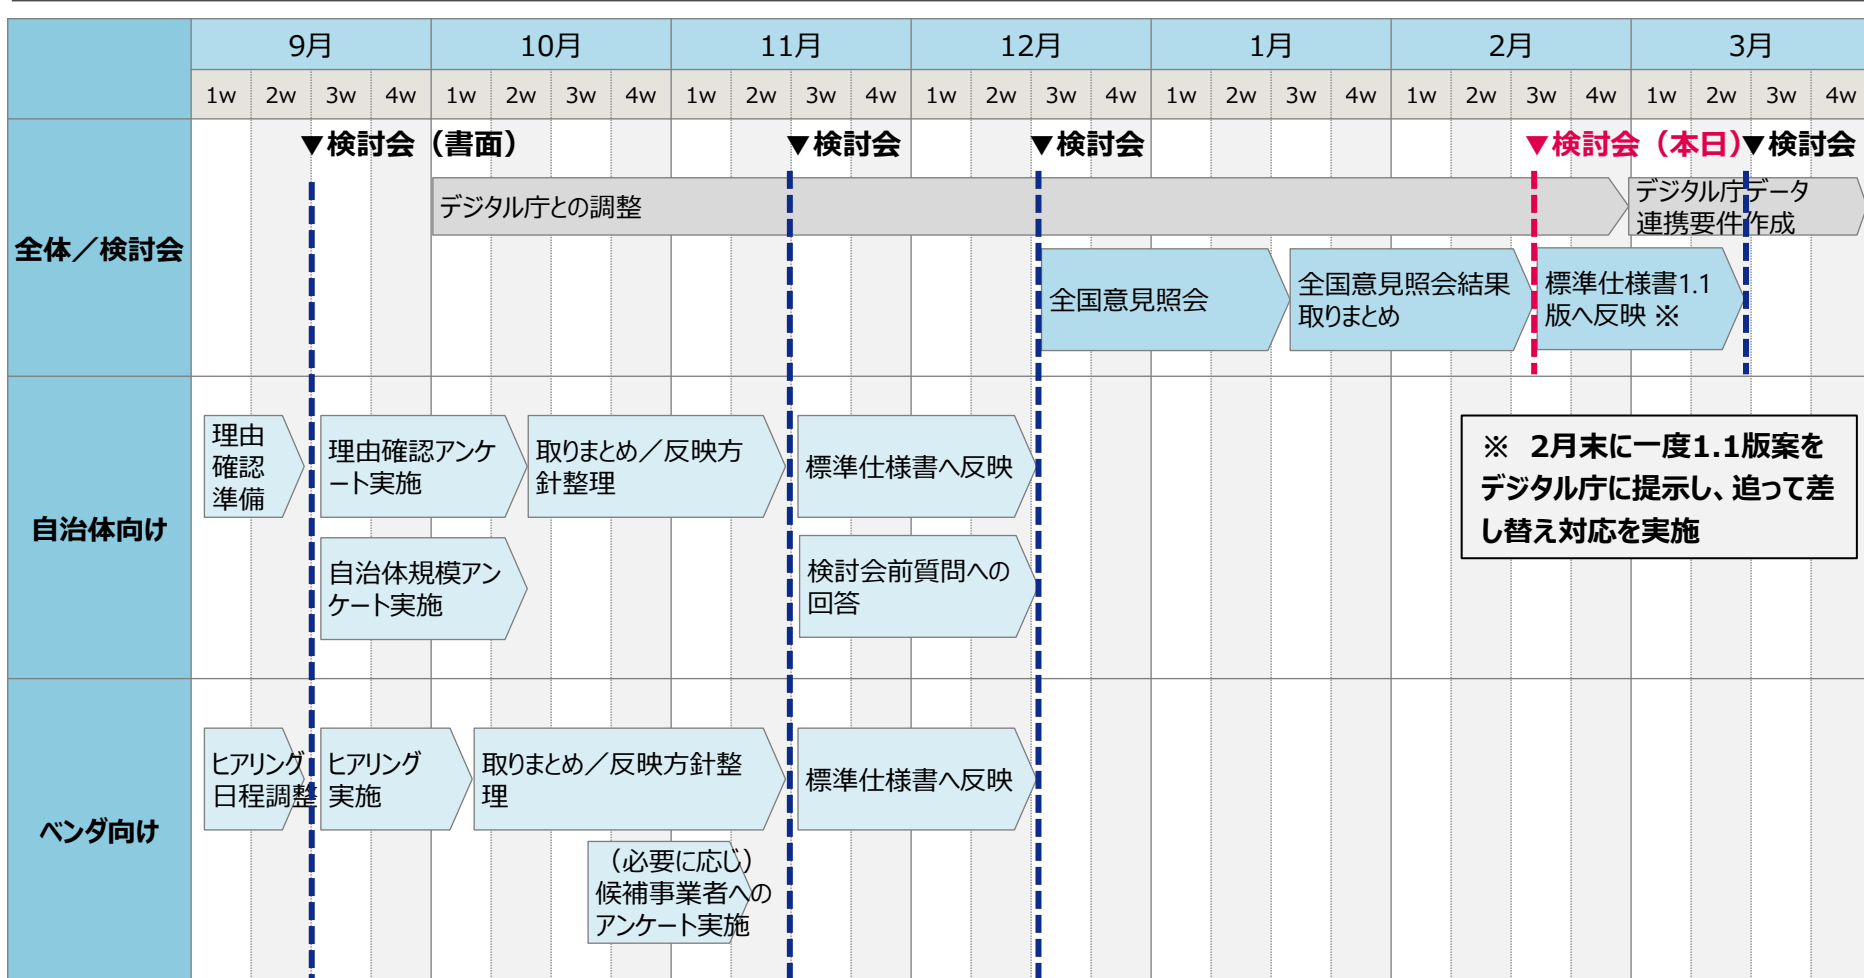 9月 10月 11月 12月 1月 2月 3月
1w 2w 3w 4w 1w 2w 3w 4w 1w 2w 3w 4w 1w 2w 3w 4w 1w 2w 3w 4w 1w 2w 3w 4w 1w 2w 3w 4w
全体／検討会
▼検討会（書面） ▼検討会 ▼検討会 ▼検討会（本日） ▼検討会
デジタル庁との調整
デジタル庁データ
連携要件作成
全国意見照会
全国意見照会結果
取りまとめ
標準仕様書1.1
版へ反映 ※
自治体向け
理由
確認
準備
理由確認アンケ
ート実施
取りまとめ／反映方
針整理
標準仕様書へ反映
自治体規模アン
ケート実施
検討会前質問への
回答
※ 2月末に一度1.1版案を
デジタル庁に提示し、追って差
し替え対応を実施
ベンダ向け
ヒアリング
日程調整
ヒアリング
実施
取りまとめ／反映方針整
理
標準仕様書へ反映
（必要に応じ）
候補事業者への
アンケート実施